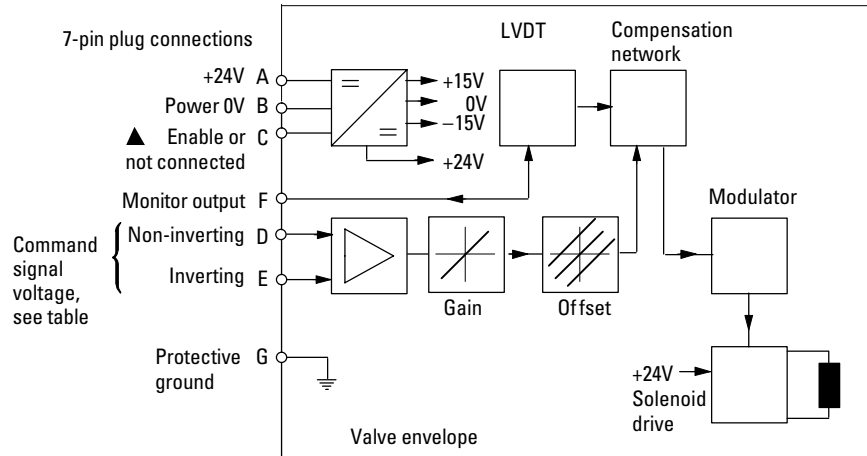 7-pin plug connections
LVDT
Compensation
network
+24V A
+15V
Power 0V B
0V
–15V
▲ Enable or C
not connected
+24V
Monitor output F
Modulator
Command
signal
voltage,
see table
Non-inverting D
Inverting E
Gain
Offset
Protective G
ground
+24V
Solenoid
drive
Valve envelope